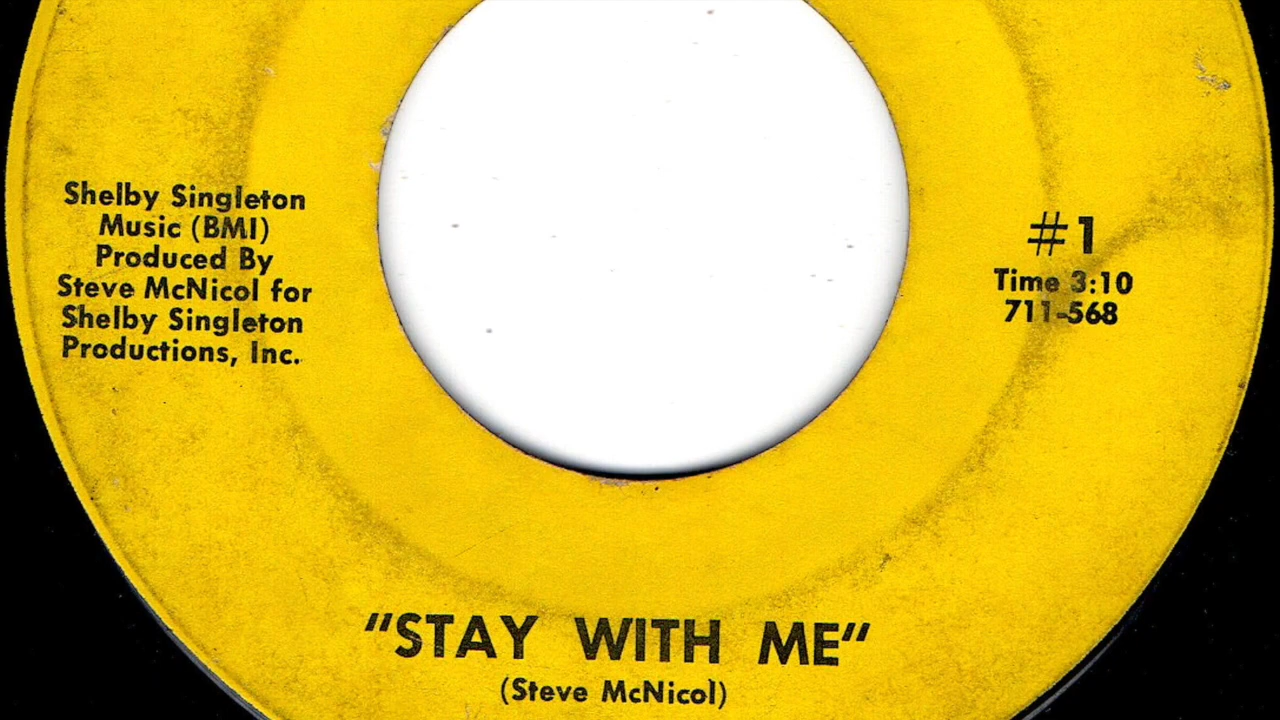 Shelby Singleton
Music (BMI)
Produced By
Steve McNicol for
Shelby Singleton
Productions, Inc.
#1
Time 3:10
711-568
"STAY WITH ME"
(Steve McNicol)